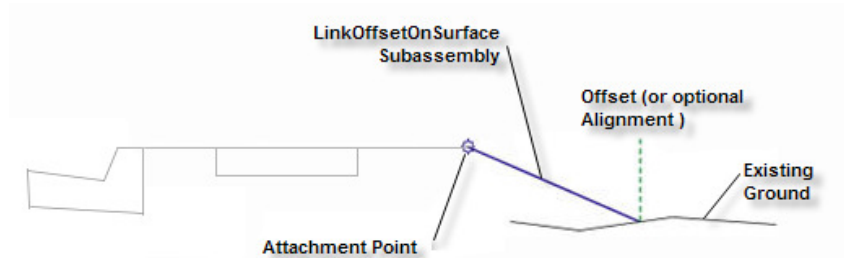 LinkOffsetOnSurface
Subassembly
Offset (or optional
Alignment )
Existing
Ground
Attachment Point